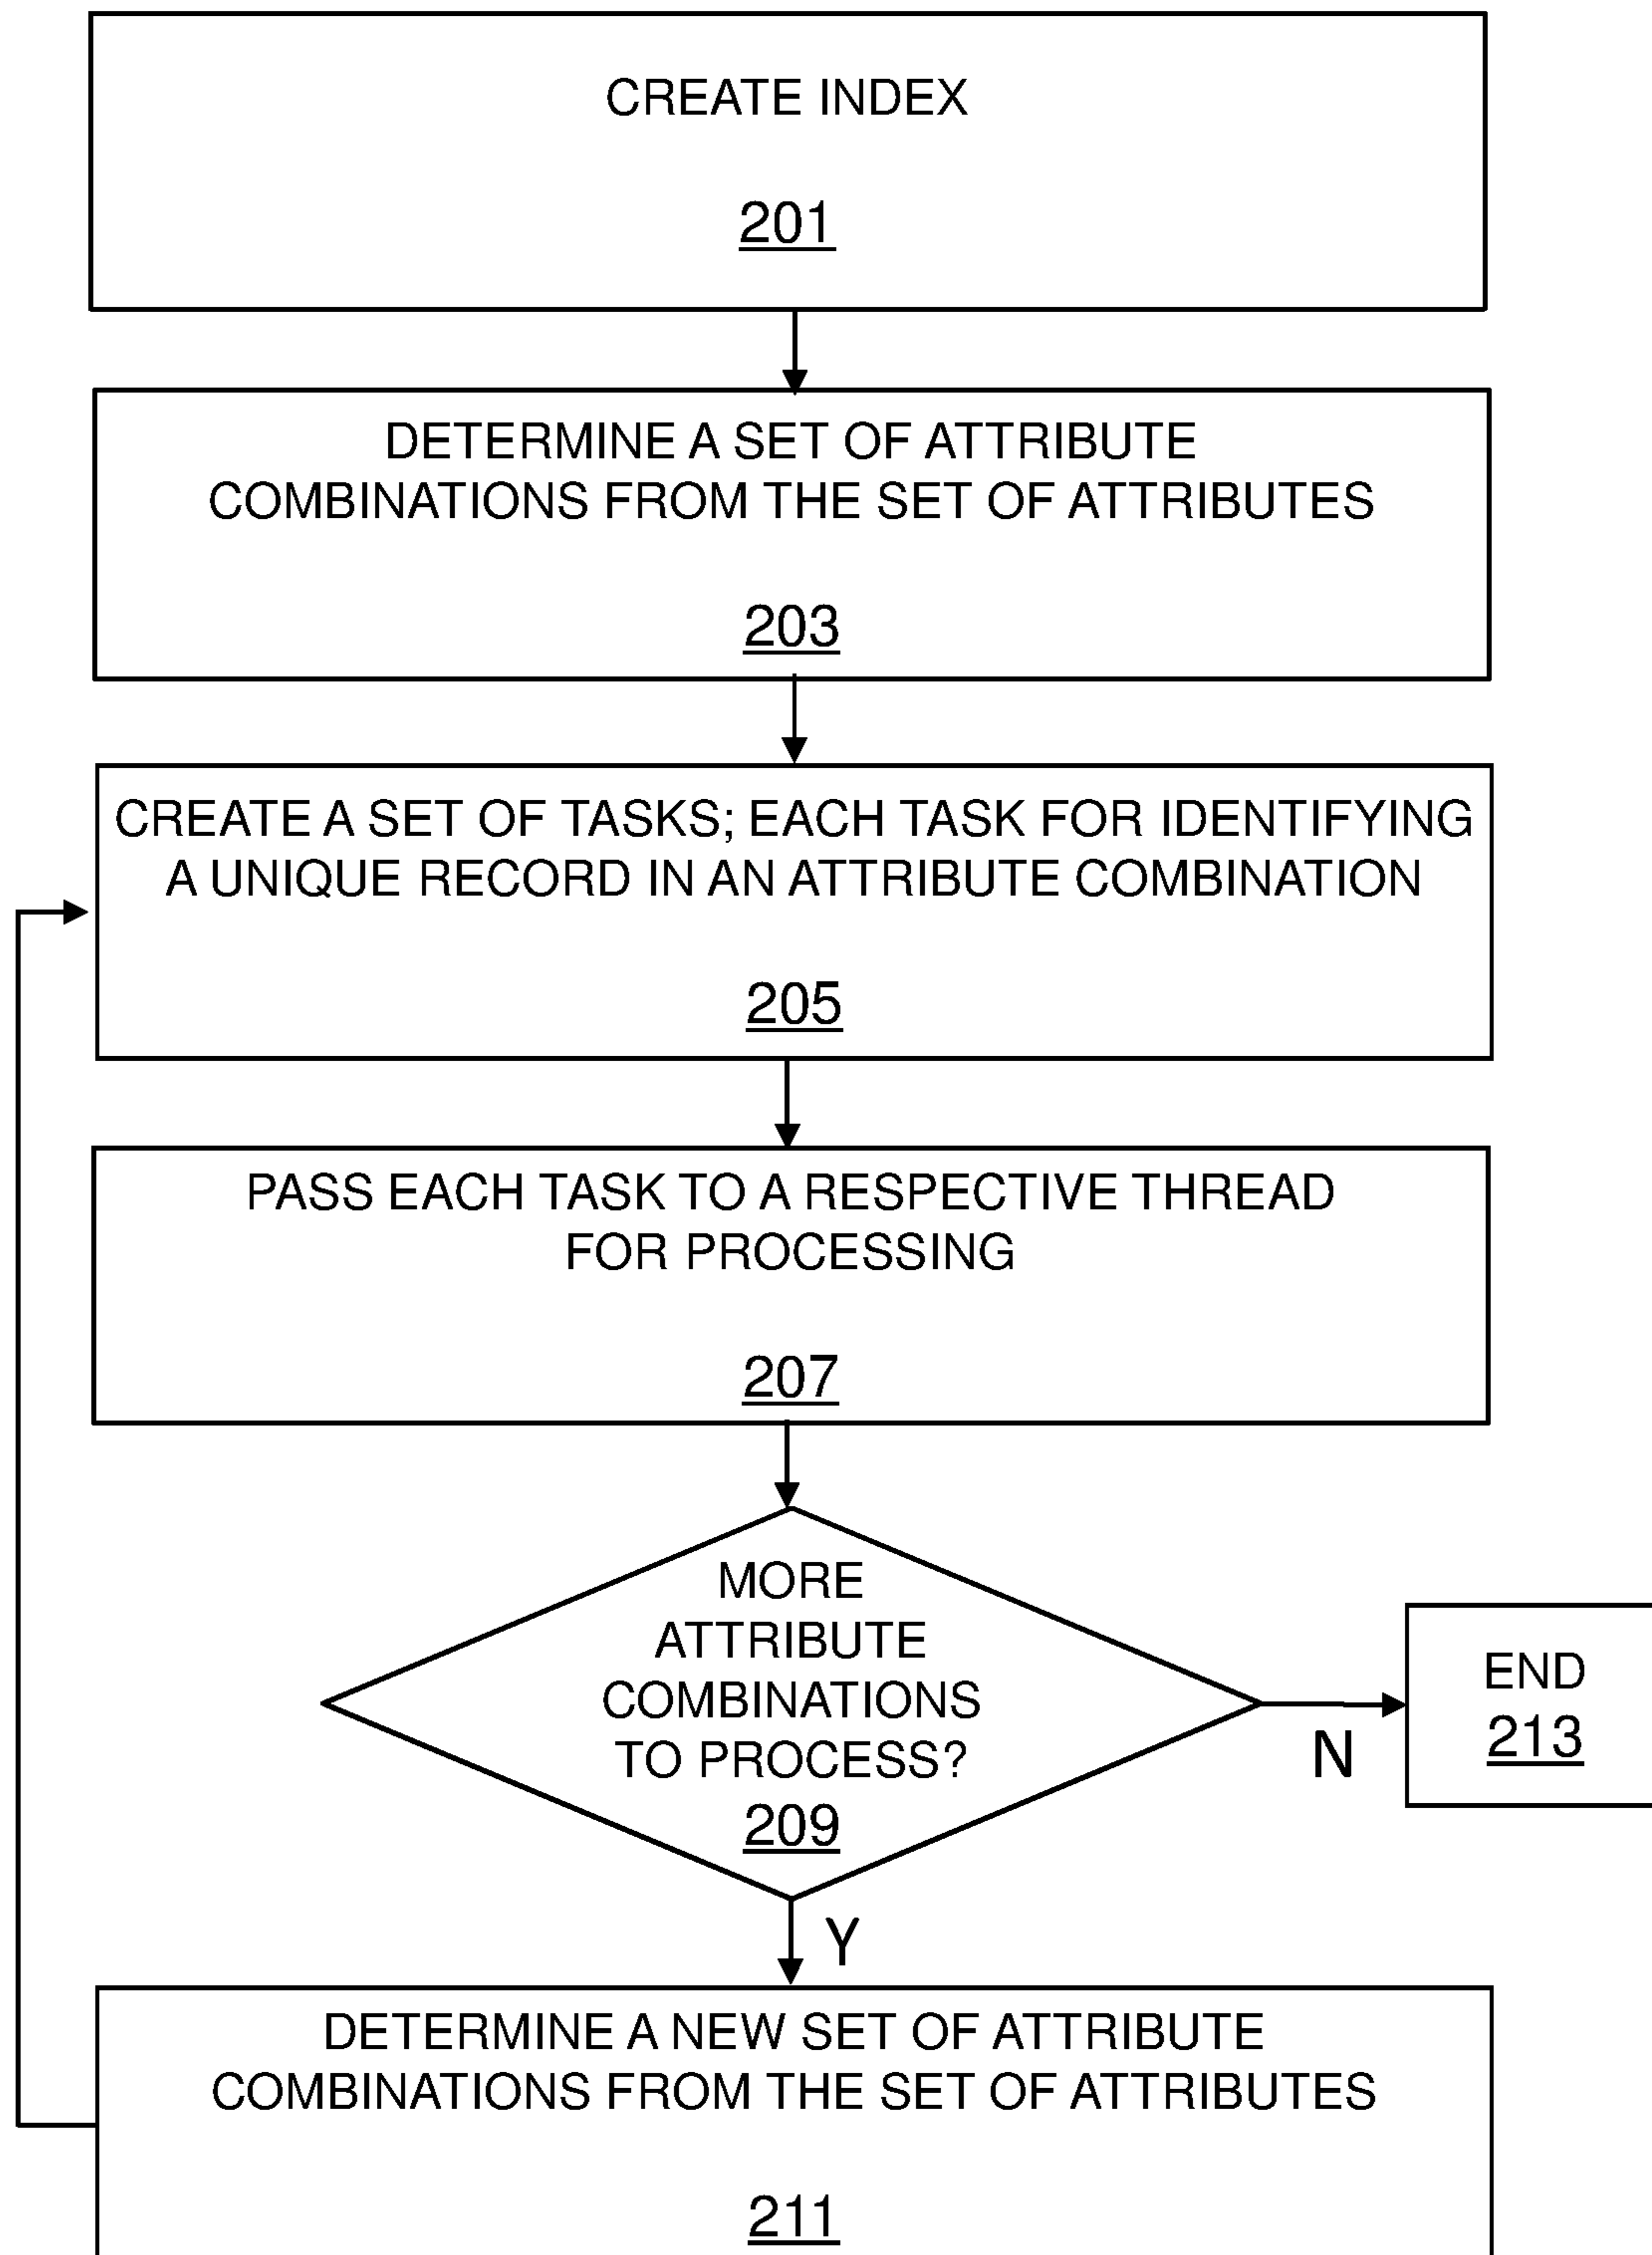 CREATE INDEX
201
DETERMINE A SET OF ATTRIBUTE
COMBINATIONS FROM THE SET OF ATTRIBUTES
203
CREATE A SET OF TASKS; EACH TASK FOR IDENTIFYING
A UNIQUE RECORD IN AN ATTRIBUTE COMBINATION
205
PASS EACH TASK TO A RESPECTIVE THREAD
FOR PROCESSING
207
MORE
ATTRIBUTE
COMBINATIONS
TO PROCESS?
209
N
END
213
Y
DETERMINE A NEW SET OF ATTRIBUTE
COMBINATIONS FROM THE SET OF ATTRIBUTES
211